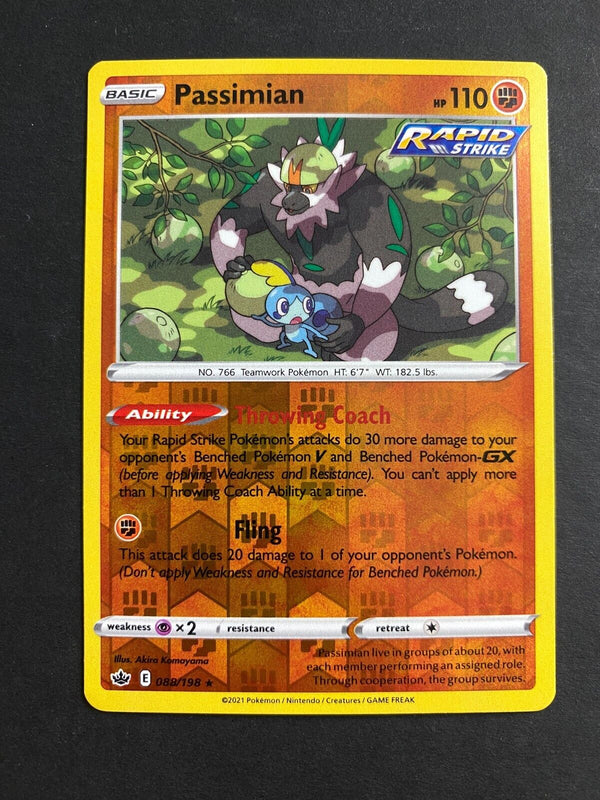 BASIC Passimian HP 110
RAPID
STRIKE
NO. 766 Teamwork Pokémon HT: 6'7" WT: 182.5 lbs.
Ability Throwing Coach
Your Rapid Strike Pokémon's attacks do 30 more damage to your
opponent's Benched Pokémon V and Benched Pokémon-GX
(before applying Weakness and Resistance). You can't apply more
than 1 Throwing Coach Ability at a time.
Fling
This attack does 20 damage to 1 of your opponent's Pokémon.
(Don't apply Weakness and Resistance for Benched Pokémon.)
weakness ×2 resistance retreat
Illus. Akira Komayama
E 088/198 ★
Passimian live in groups of about 20, with
each member performing an assigned role.
Through cooperation, the group survives.
©2021 Pokémon / Nintendo / Creatures / GAME FREAK